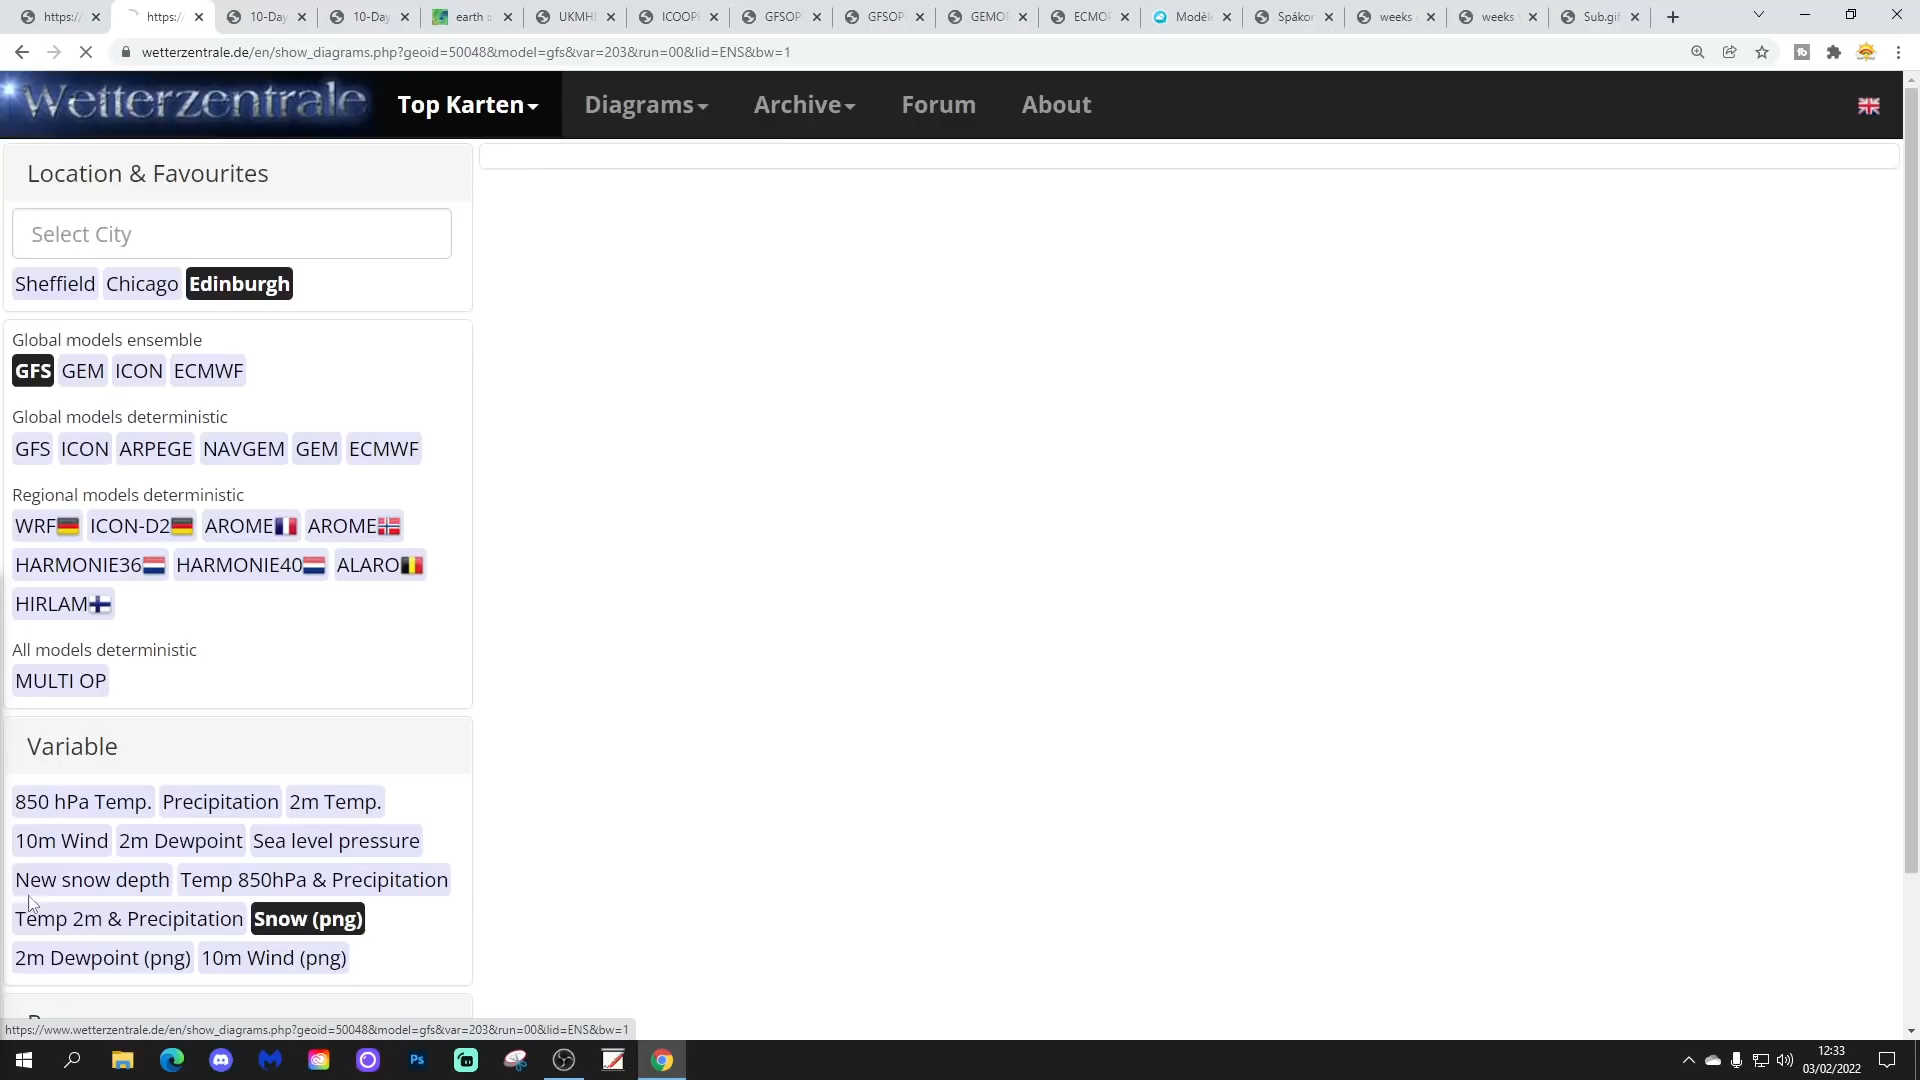 https:/
https:/
10-Day
10-Day
earth ::
UKMHI
ICOOPI
GFSOP
GFSOP
GEMO
ECMO
Modèle
Spákor
weeks
weeks
Sub.gif
wetterzentrale.de/en/show_diagrams.php?geoid=50048&model=gfs&var=203&run=00&lid=ENS&bw=1
Wetterzentrale Top Karten Diagrams Archive Forum About
Location & Favourites
Select City
Sheffield Chicago Edinburgh
Global models ensemble
GFS GEM ICON ECMWF
Global models deterministic
GFS ICON ARPEGE NAVGEM GEM ECMWF
Regional models deterministic
WRF ICON-D2 AROME AROME
HARMONIE36 HARMONIE40 ALARO
HIRLAM
All models deterministic
MULTI OP
Variable
850 hPa Temp. Precipitation 2m Temp.
10m Wind 2m Dewpoint Sea level pressure
New snow depth Temp 850hPa & Precipitation
Temp 2m & Precipitation Snow (png)
2m Dewpoint (png) 10m Wind (png)
https://www.wetterzentrale.de/en/show_diagrams.php?geoid=50048&model=gfs&var=203&run=00&lid=ENS&bw=1
Ps
12:33
03/02/2022